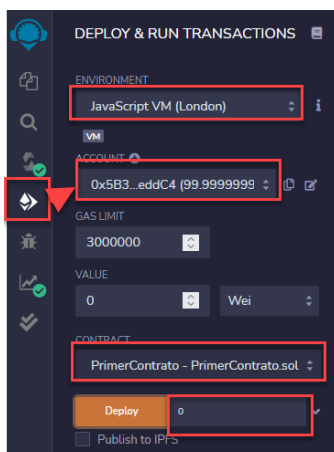 DEPLOY & RUN TRANSACTIONS
ENVIRONMENT
JavaScript VM (London)
VM
ACCOUNT
0x5B3...eddC4 (99.9999999
GAS LIMIT
3000000
VALUE
0 Wei
CONTRACT
PrimerContrato - PrimerContrato.sol
Deploy 0
Publish to IPFS